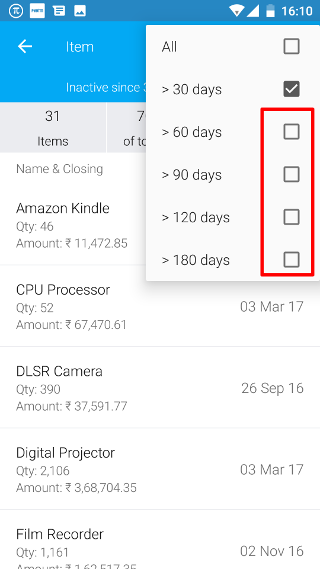 16:10
Item
Inactive since
31
Items
of to
Name & Closing
All
> 30 days
> 60 days
> 90 days
> 120 days
> 180 days
Amazon Kindle
Qty: 46
Amount: ₹ 11,472.85
CPU Processor
Qty: 52
03 Mar 17
Amount: ₹ 67,470.61
DLSR Camera
Qty: 390
26 Sep 16
Amount: ₹ 37,591.77
Digital Projector
Qty: 2,106
03 Mar 17
Amount: ₹ 3,68,704.35
Film Recorder
Qty: 1,161
02 Nov 16
Amount: ₹ 1,62,517.35